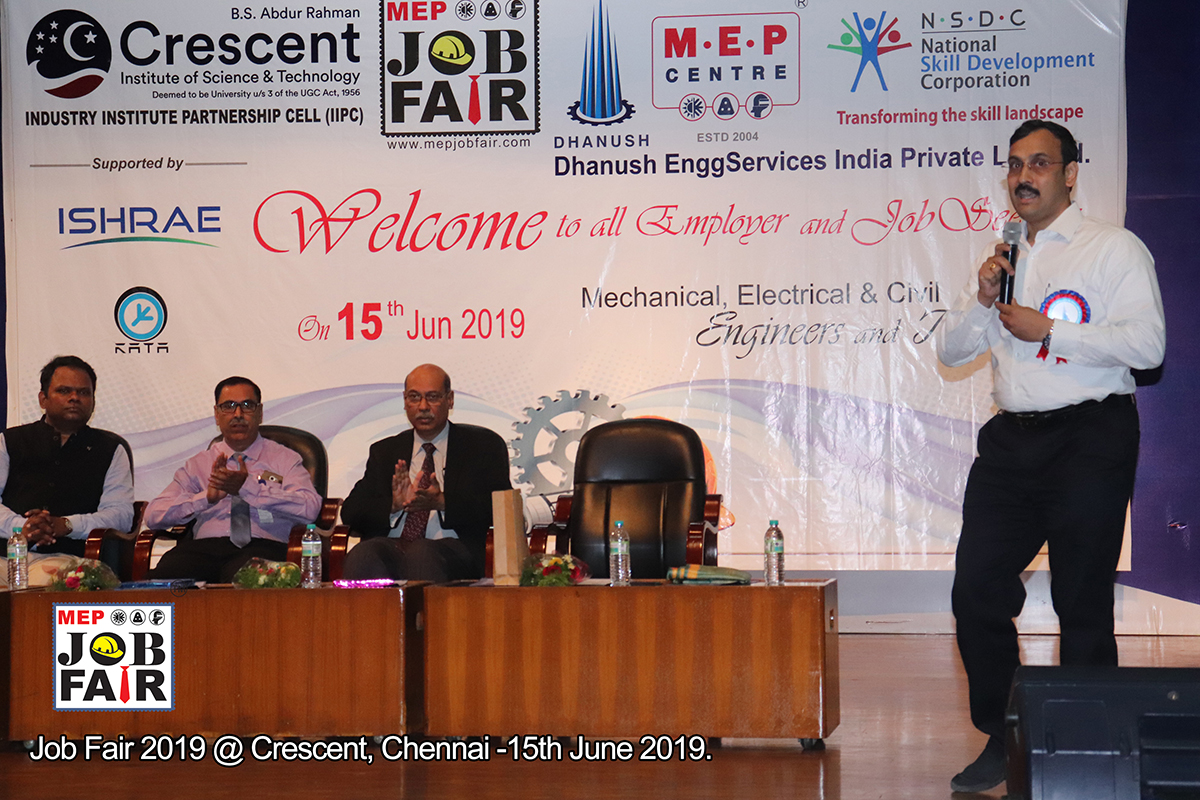 B.S. Abdur Rahman
Crescent
Institute of Science & Technology
Deemed to be University u/s 3 of the UGC Act, 1956
INDUSTRY INSTITUTE PARTNERSHIP CELL (IIPC)
MEP
JOB
FAIR
www.mepjobfair.com
DHANUSH
®
M·E·P
CENTRE
ESTD 2004
Dhanush EnggServices India Private L d.
N·S·D·C
National
Skill Development
Corporation
Transforming the skill landscape
Supported by
ISHRAE
Welcome to all Employer and Job See
KATA
On 15th Jun 2019
Mechanical, Electrical & Civil
Engineers and T
MEP
JOB
FAIR
Job Fair 2019 @ Crescent, Chennai -15th June 2019.